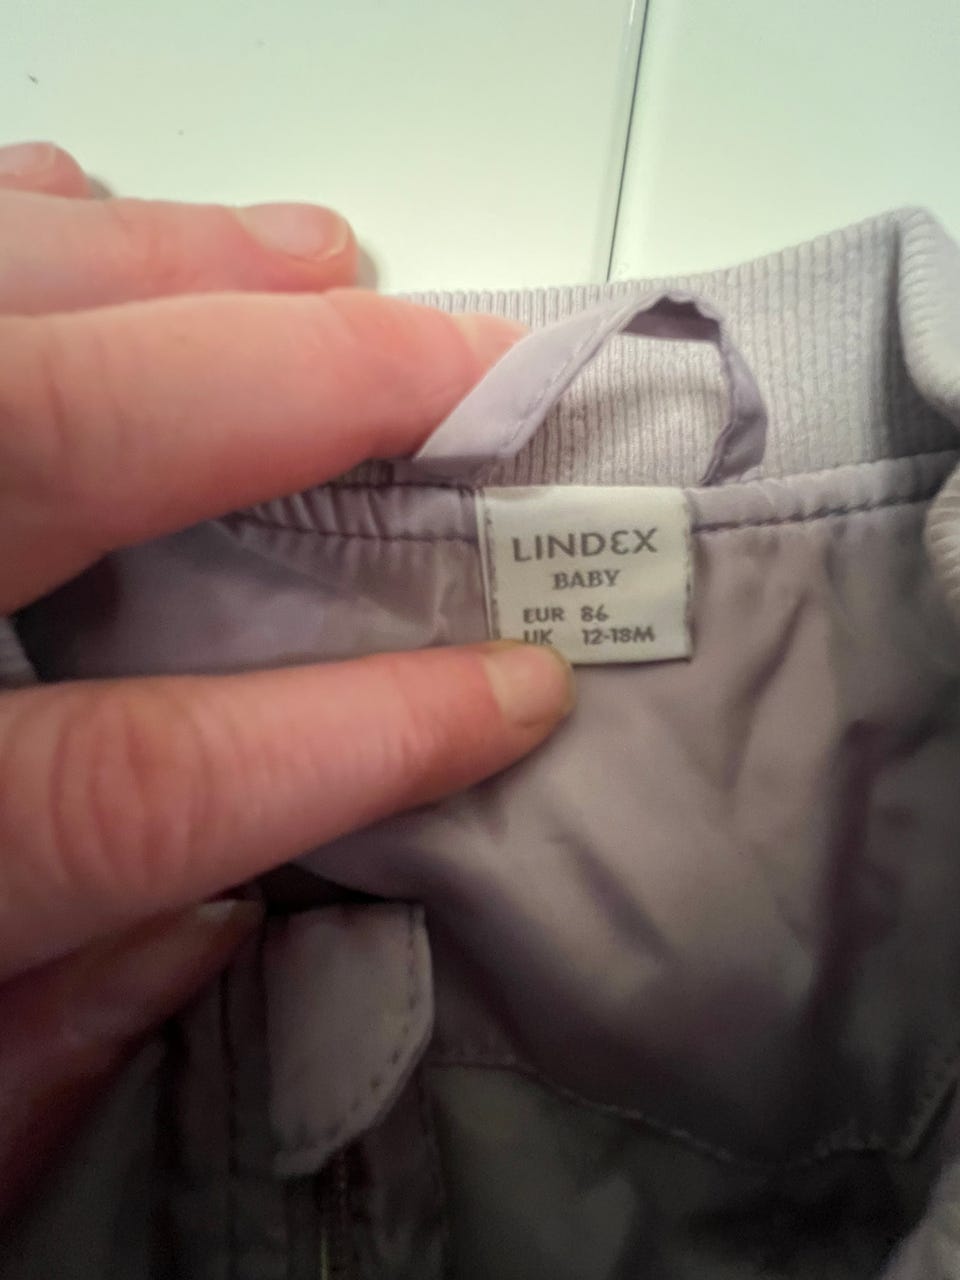 LINDEX
BABY
EUR 86
UK 12-18M